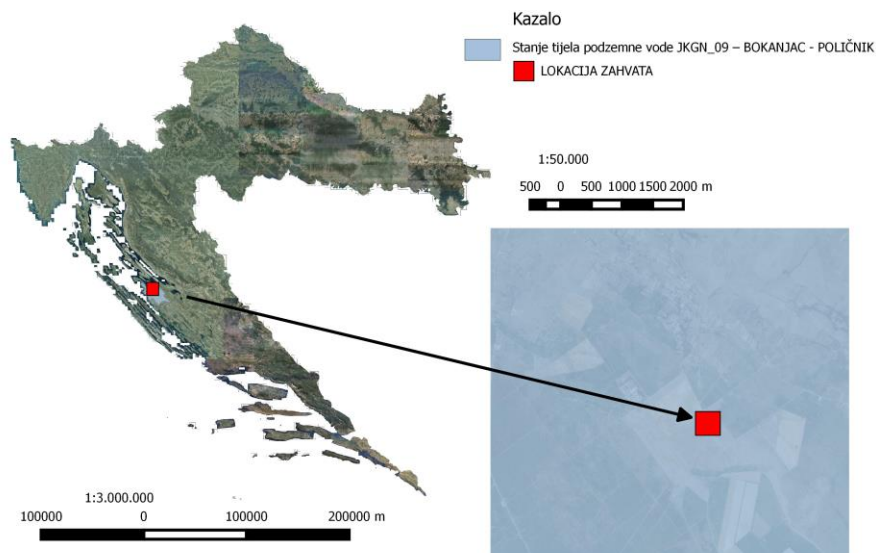 Kazalo
Stanje tijela podzemne vode JKGN_09 – BOKANJAC - POLIČNIK
LOKACIJA ZAHVATA
1:50.000
500 0 500 1000 1500 2000 m
1:3.000.000
100000 0 100000 200000 m